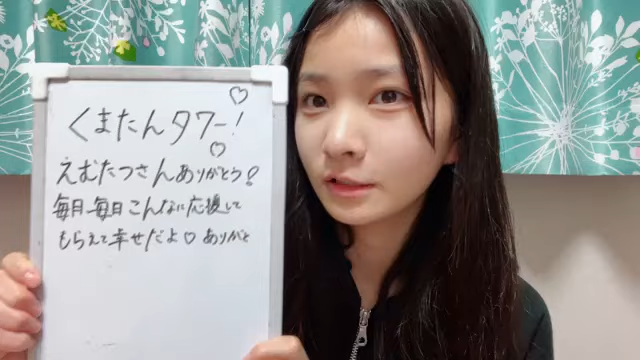 くまたんタワー!♡
えむたつさんありがとう!♡
毎月毎日こんなに応援して
もらえて幸せだよ♡ありがと